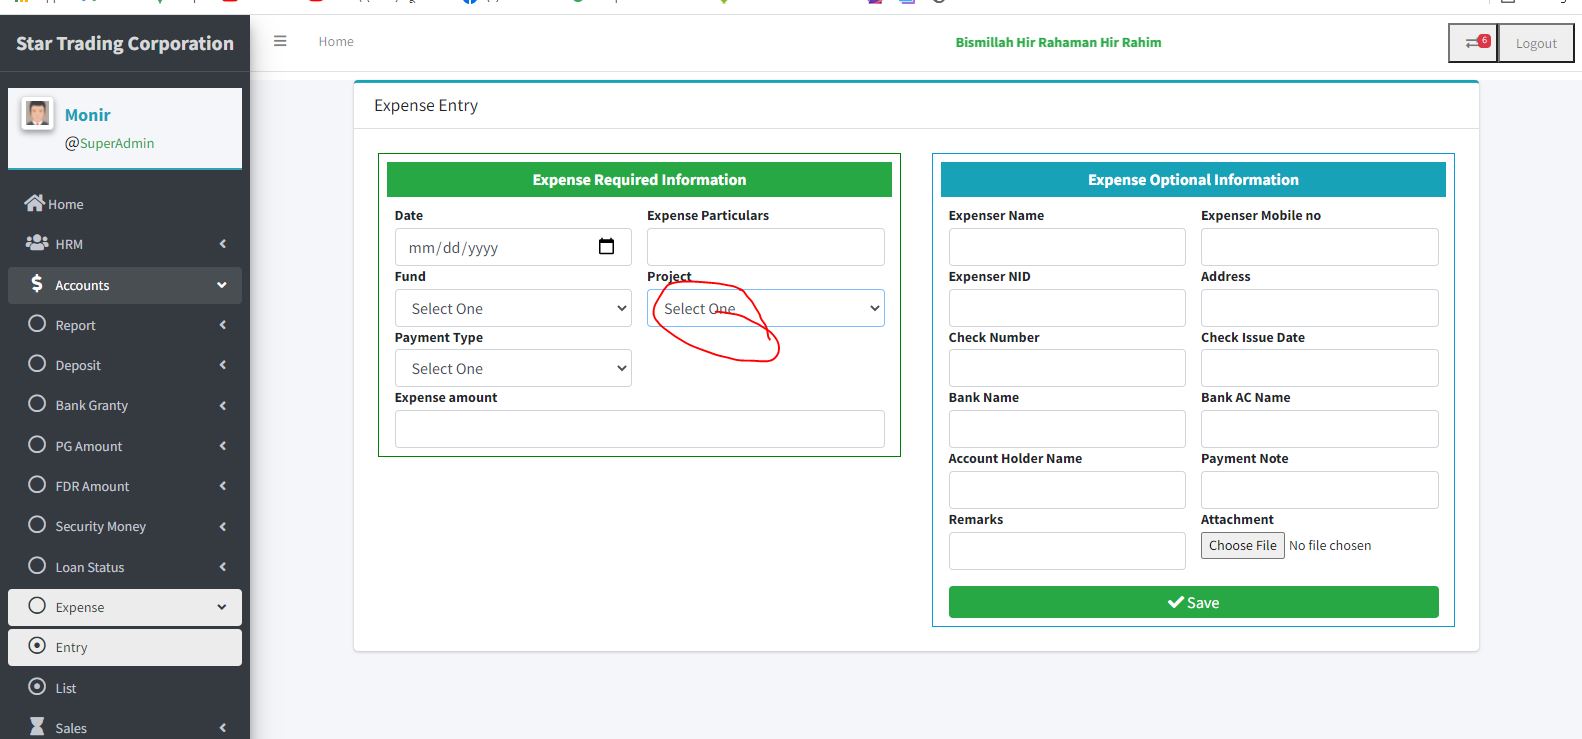 Star Trading Corporation
Home
Bismillah Hir Rahaman Hir Rahim
6
Logout
Monir
@SuperAdmin
Home
HRM
Accounts
Report
Deposit
Bank Granty
PG Amount
FDR Amount
Security Money
Loan Status
Expense
Entry
List
Sales
Expense Entry
Expense Required Information
Date
Expense Particulars
mm/dd/yyyy
Fund
Project
Select One
Select One
Payment Type
Select One
Expense amount
Expense Optional Information
Expenser Name
Expenser Mobile no
Expenser NID
Address
Check Number
Check Issue Date
Bank Name
Bank AC Name
Account Holder Name
Payment Note
Remarks
Attachment
Choose File No file chosen
Save